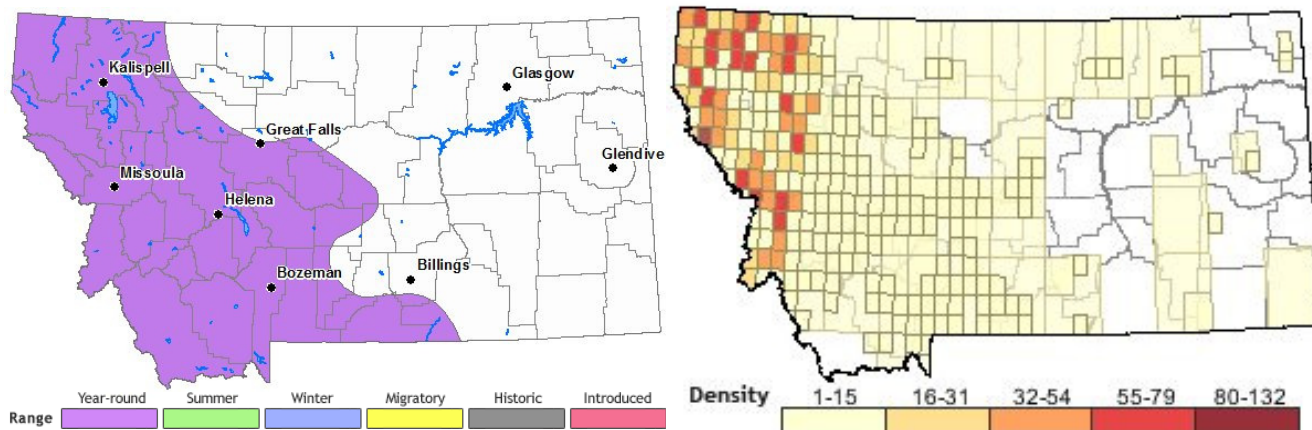 Kalispell
Glasgow
Great Falls
Glendive
Missoula
Helena
Billings
Bozeman
Range Year-round Summer Winter Migratory Historic Introduced
Density 1-15 16-31 32-54 55-79 80-132